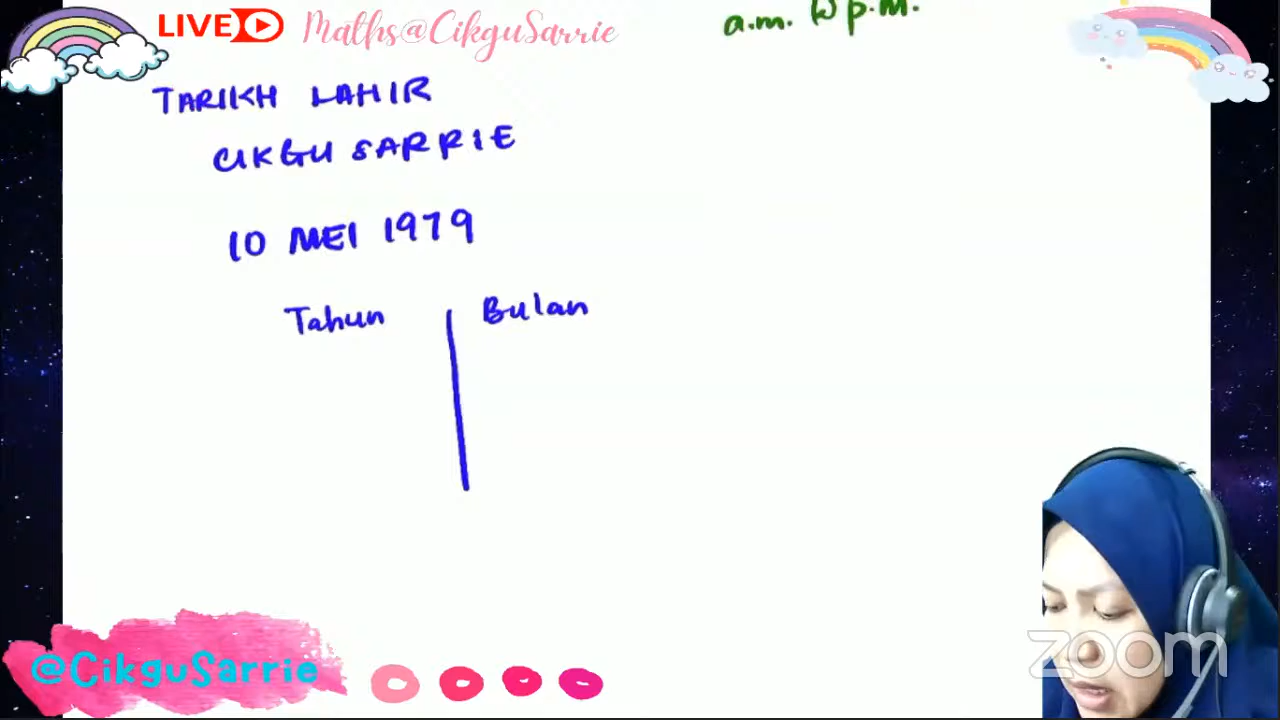 LIVE Maths@CikguSarrie
a.m. @ p.m.
TARIKH LAHIR
CIKGU SARRIE
10 MEI 1979
Tahun Bulan
@CikguSarrie
zoom